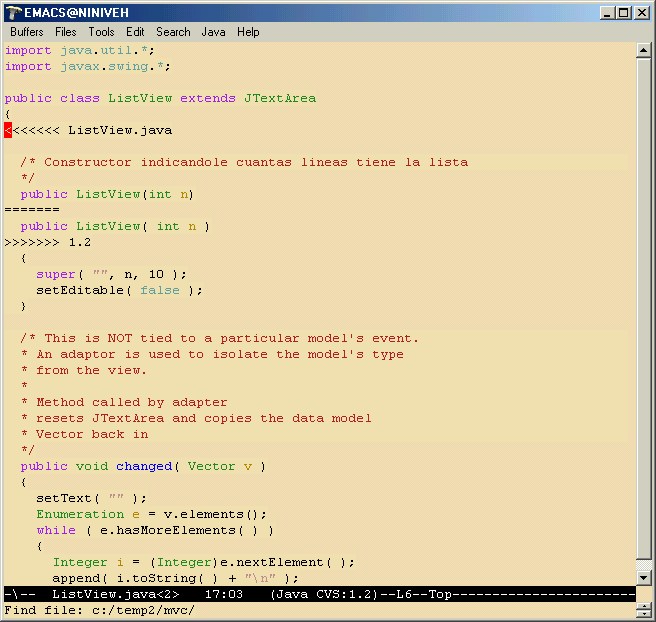 EMACS@NINIVEH
Buffers Files Tools Edit Search Java Help
import java.util.*;
import javax.swing.*;
public class ListView extends JTextArea
{
<<<<<<< ListView.java
/* Constructor indicandole cuantas lineas tiene la lista
*/
public ListView(int n)
=======
public ListView( int n )
>>>>>>> 1.2
{
super( "", n, 10 );
setEditable( false );
}
/* This is NOT tied to a particular model's event.
* An adaptor is used to isolate the model's type
* from the view.
*
* Method called by adapter
* resets JTextArea and copies the data model
* Vector back in
*/
public void changed( Vector v )
{
setText( "" );
Enumeration e = v.elements();
while ( e.hasMoreElements( ) )
{
Integer i = (Integer)e.nextElement( );
append( i.toString( ) + "\n" );
-\-- ListView.java<2> 17:03 (Java CVS:1.2)--L6--Top-----------------------
Find file: c:/temp2/mvc/